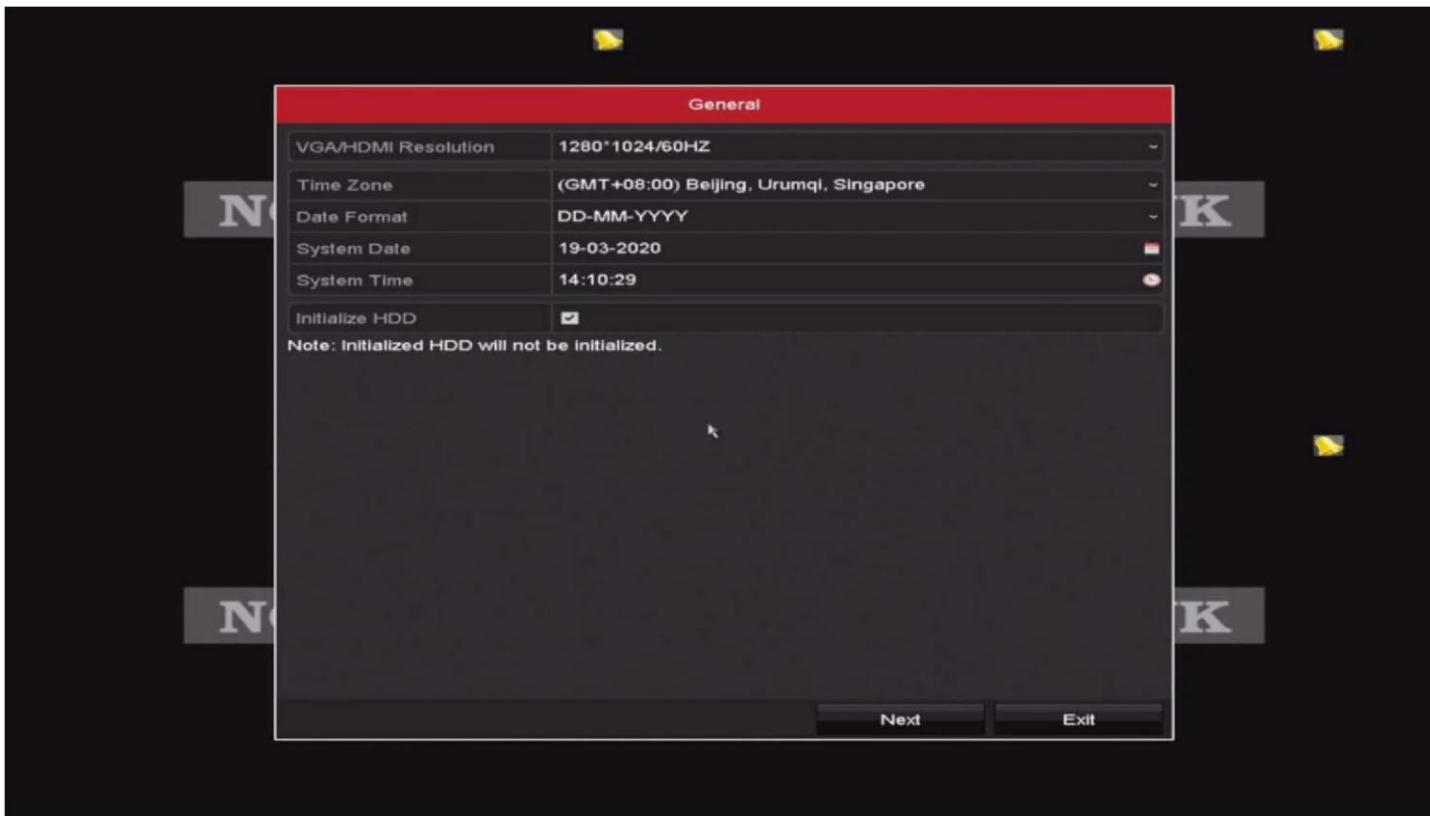 General
VGA/HDMI Resolution 1280*1024/60HZ
Time Zone (GMT+08:00) Beijing, Urumqi, Singapore
Date Format DD-MM-YYYY
System Date 19-03-2020
System Time 14:10:29
Initialize HDD
Note: Initialized HDD will not be initialized.
Next Exit